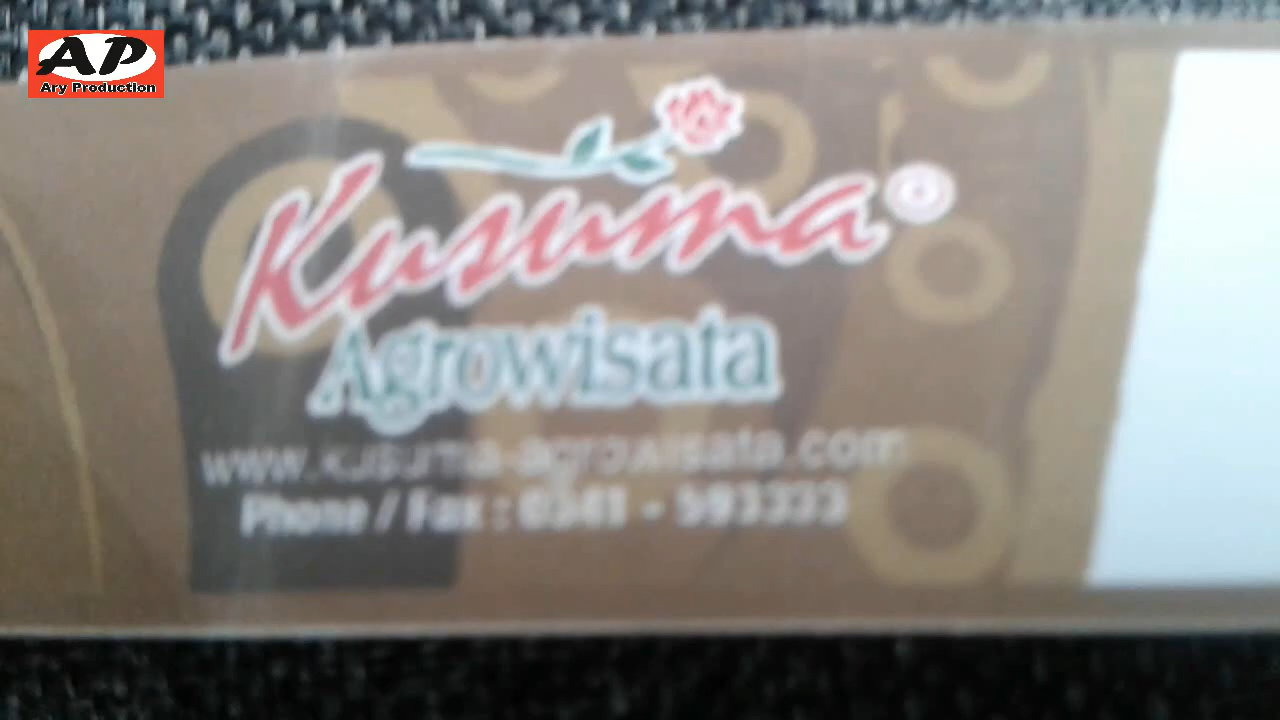 AP
Ary Production
Kusuma®
Agrowisata
www.kusuma-agrowisata.com
Phone / Fax : 0341 - 593333